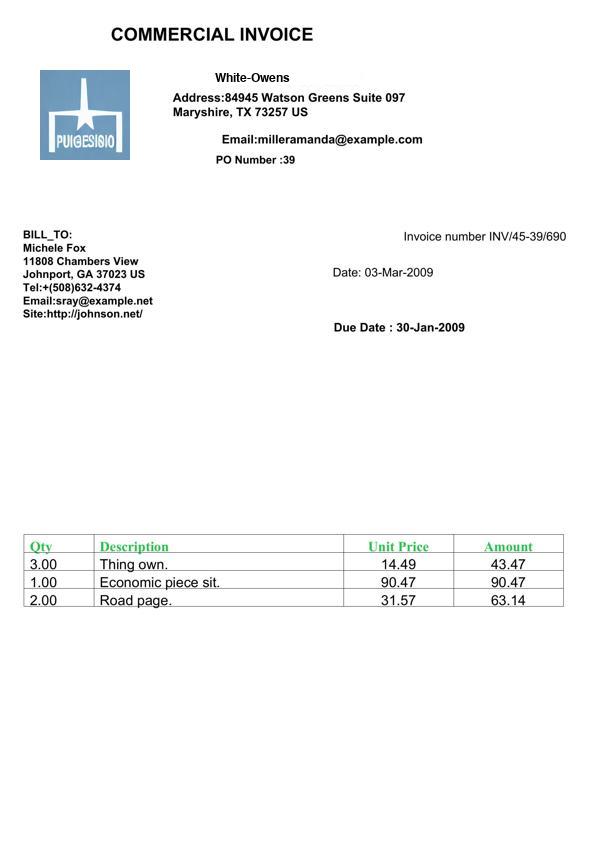 COMMERCIAL INVOICE
PUIGESISIO
White-Owens
Address:84945 Watson Greens Suite 097
Maryshire, TX 73257 US
Email:milleramanda@example.com
PO Number :39
BILL_TO:
Michele Fox
11808 Chambers View
Johnport, GA 37023 US
Tel:+(508)632-4374
Email:sray@example.net
Site:http://johnson.net/
Invoice number INV/45-39/690
Date: 03-Mar-2009
Due Date : 30-Jan-2009
Qty Description Unit Price Amount
3.00 Thing own. 14.49 43.47
1.00 Economic piece sit. 90.47 90.47
2.00 Road page. 31.57 63.14